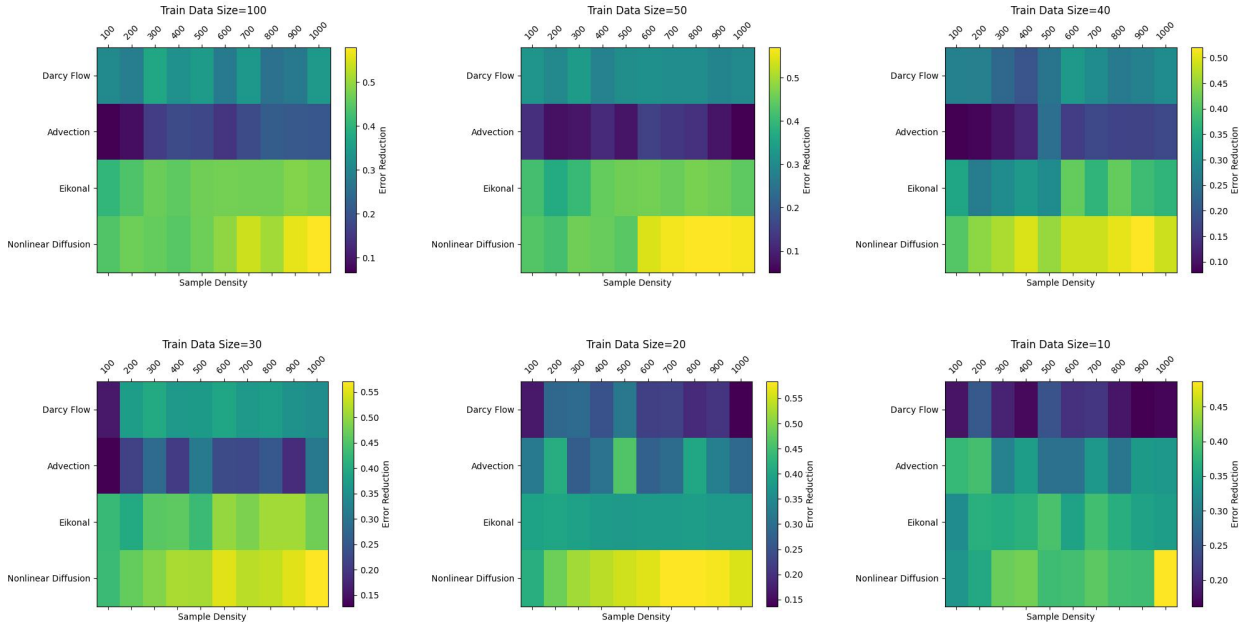 Train Data Size=100
100 200 300 400 500 600 700 800 900 1000
Darcy Flow
Advection
Eikonal
Nonlinear Diffusion
Sample Density
0.5
0.4
0.3
0.2
0.1
Error Reduction
Train Data Size=50
100 200 300 400 500 600 700 800 900 1000
Darcy Flow
Advection
Eikonal
Nonlinear Diffusion
Sample Density
0.5
0.4
0.3
0.2
0.1
Error Reduction
Train Data Size=40
100 200 300 400 500 600 700 800 900 1000
Darcy Flow
Advection
Eikonal
Nonlinear Diffusion
Sample Density
0.50
0.45
0.40
0.35
0.30
0.25
0.20
0.15
0.10
Error Reduction
Train Data Size=30
100 200 300 400 500 600 700 800 900 1000
Darcy Flow
Advection
Eikonal
Nonlinear Diffusion
Sample Density
0.55
0.50
0.45
0.40
0.35
0.30
0.25
0.20
0.15
Error Reduction
Train Data Size=20
100 200 300 400 500 600 700 800 900 1000
Darcy Flow
Advection
Eikonal
Nonlinear Diffusion
Sample Density
0.55
0.50
0.45
0.40
0.35
0.30
0.25
0.20
0.15
Error Reduction
Train Data Size=10
100 200 300 400 500 600 700 800 900 1000
Darcy Flow
Advection
Eikonal
Nonlinear Diffusion
Sample Density
0.45
0.40
0.35
0.30
0.25
0.20
Error Reduction